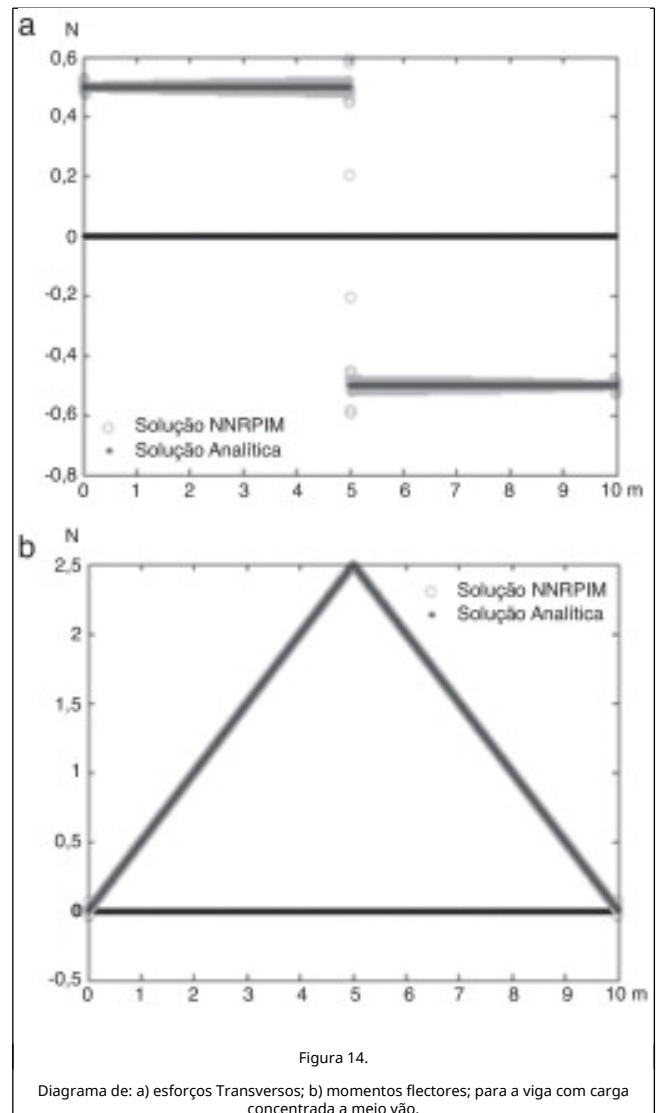 a
N
0,6
0,4
0,2
0
-0,2
-0,4
-0,6
-0,8
Solução NNRPIM
Solução Analítica
0 1 2 3 4 5 6 7 8 9 10 m
b
N
2,5
2
1,5
1
0,5
0
-0,5
Solução NNRPIM
Solução Analítica
0 1 2 3 4 5 6 7 8 9 10 m
Figura 14.
Diagrama de: a) esforços Transversos; b) momentos flectores; para a viga com carga
concentrada a meio vão.